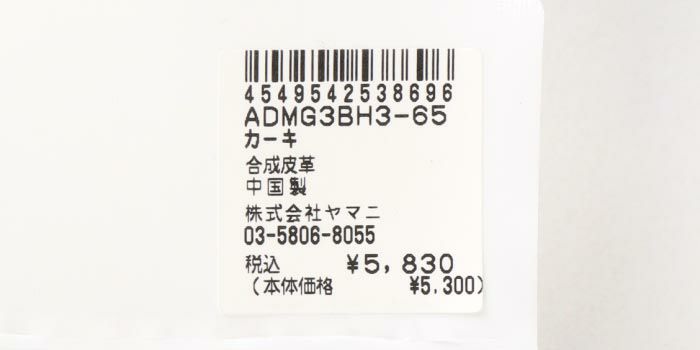 4549542538696
ADMG3BH3-65
カーキ
合成皮革
中国製
株式会社ヤマニ
03-5806-8055
税込 ¥5,830
(本体価格 ¥5,300)